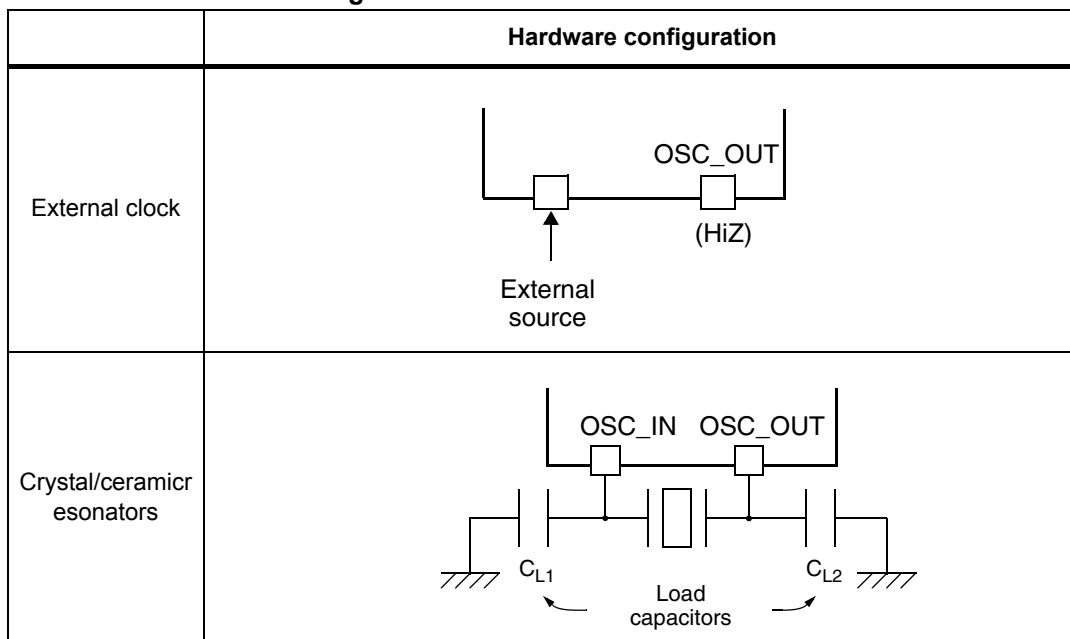 Hardware configuration
External clock
OSC_OUT
(HiZ)
External
source
Crystal/ceramicr
esonators
OSC_IN OSC_OUT
CL1
CL2
Load
capacitors